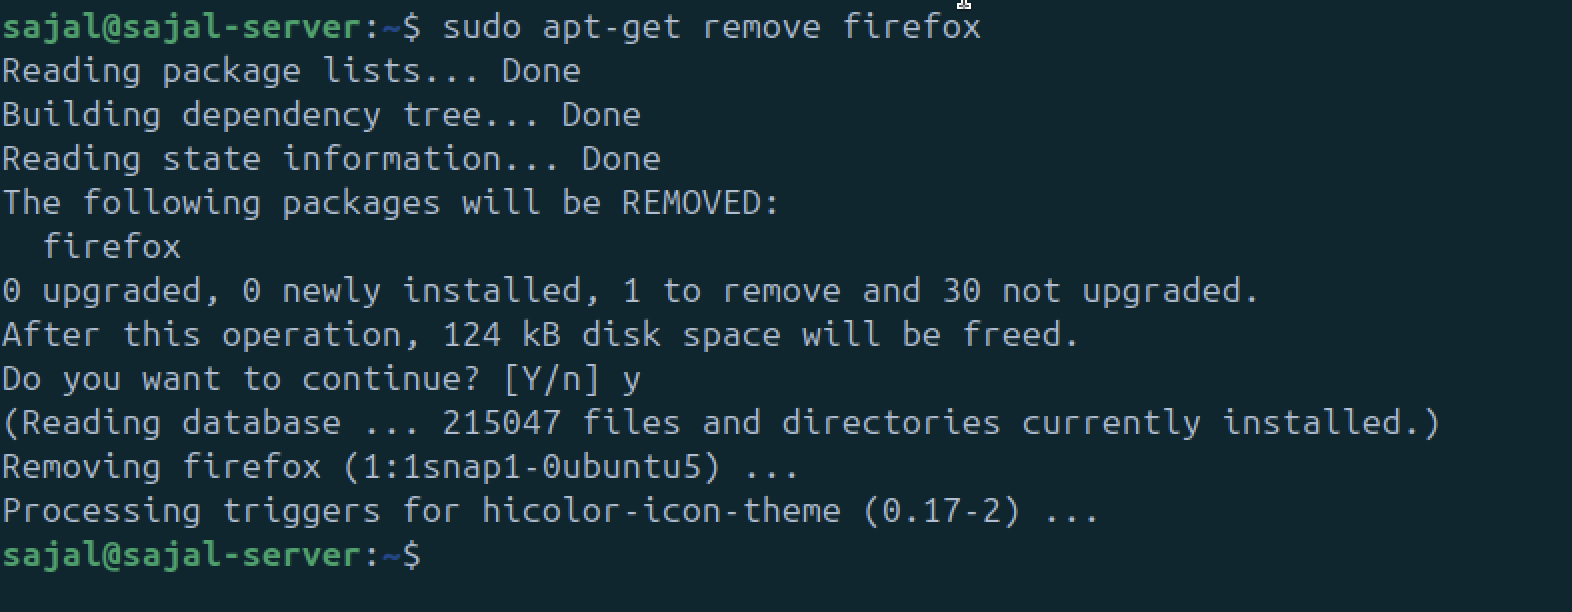 sajal@sajal-server:~$ sudo apt-get remove firefox
Reading package lists... Done
Building dependency tree... Done
Reading state information... Done
The following packages will be REMOVED:
  firefox
0 upgraded, 0 newly installed, 1 to remove and 30 not upgraded.
After this operation, 124 kB disk space will be freed.
Do you want to continue? [Y/n] y
(Reading database ... 215047 files and directories currently installed.)
Removing firefox (1:1snap1-0ubuntu5) ...
Processing triggers for hicolor-icon-theme (0.17-2) ...
sajal@sajal-server:~$